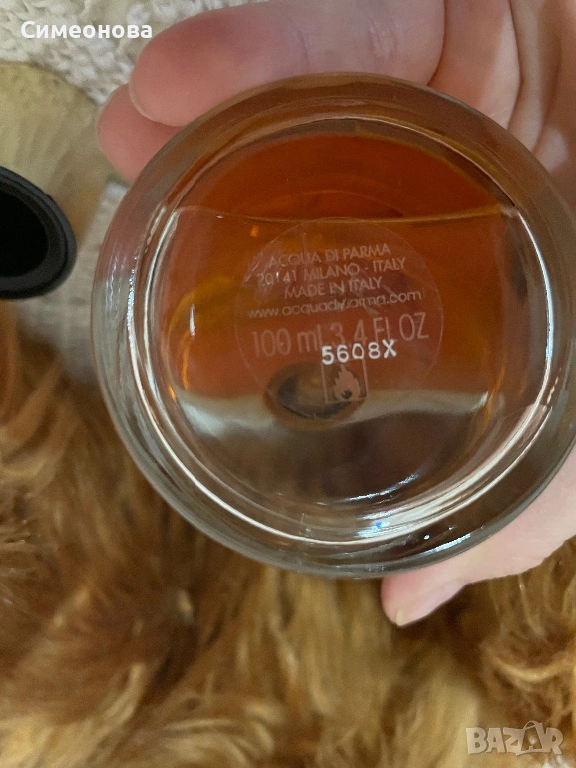 Симеонова
ACQUA DI PARMA
20141 MILANO - ITALY
MADE IN ITALY
www.acquadiparma.com
100 ml 3.4 Fl OZ
5608X
BAZAR